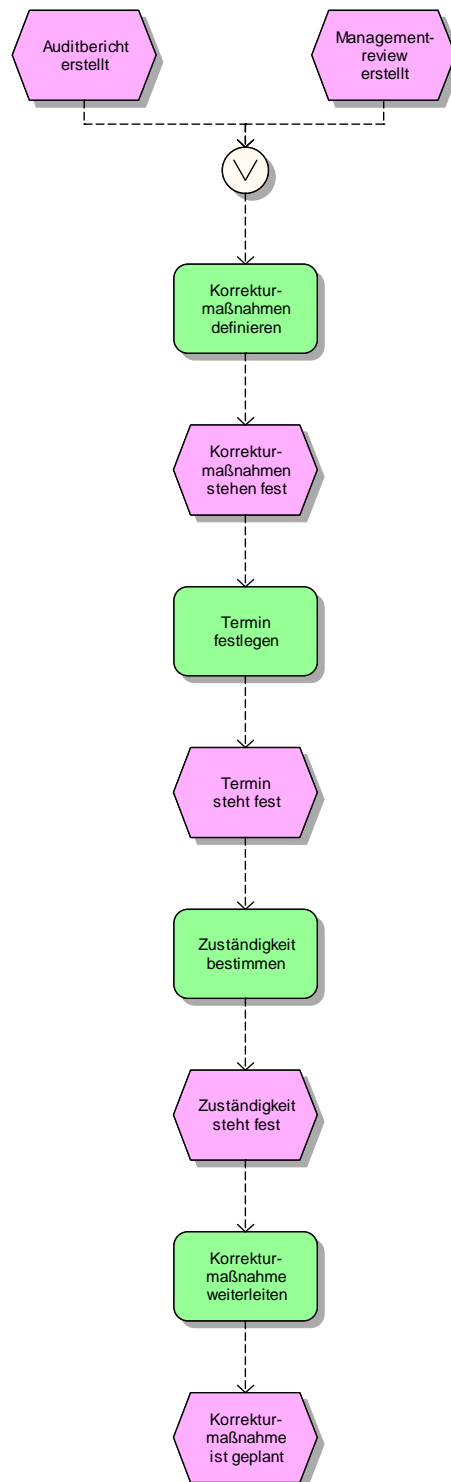 Auditbericht
erstellt
Management-
review
erstellt
Korrektur-
maßnahmen
definieren
Korrektur-
maßnahmen
stehen fest
Termin
festlegen
Termin
steht fest
Zuständigkeit
bestimmen
Zuständigkeit
steht fest
Korrektur-
maßnahme
weiterleiten
Korrektur-
maßnahme
ist geplant